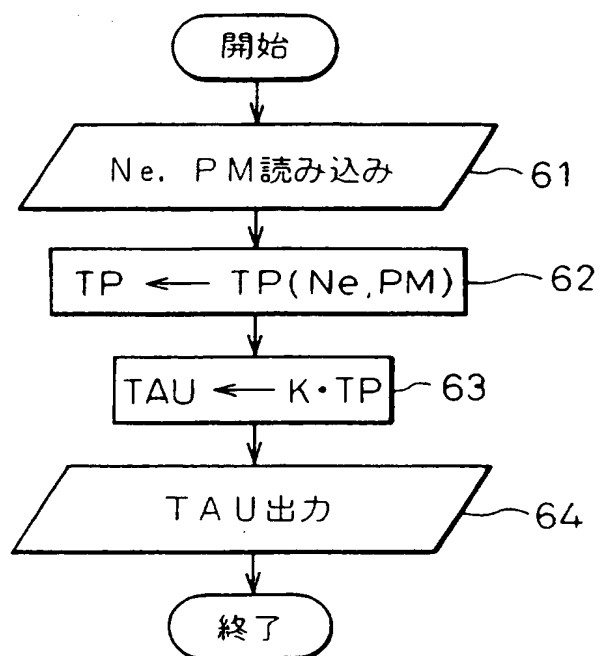 開始
Ne. PM読み込み
61
TP ← TP(Ne,PM)
62
TAU ← K・TP
63
TAU出力
64
終了